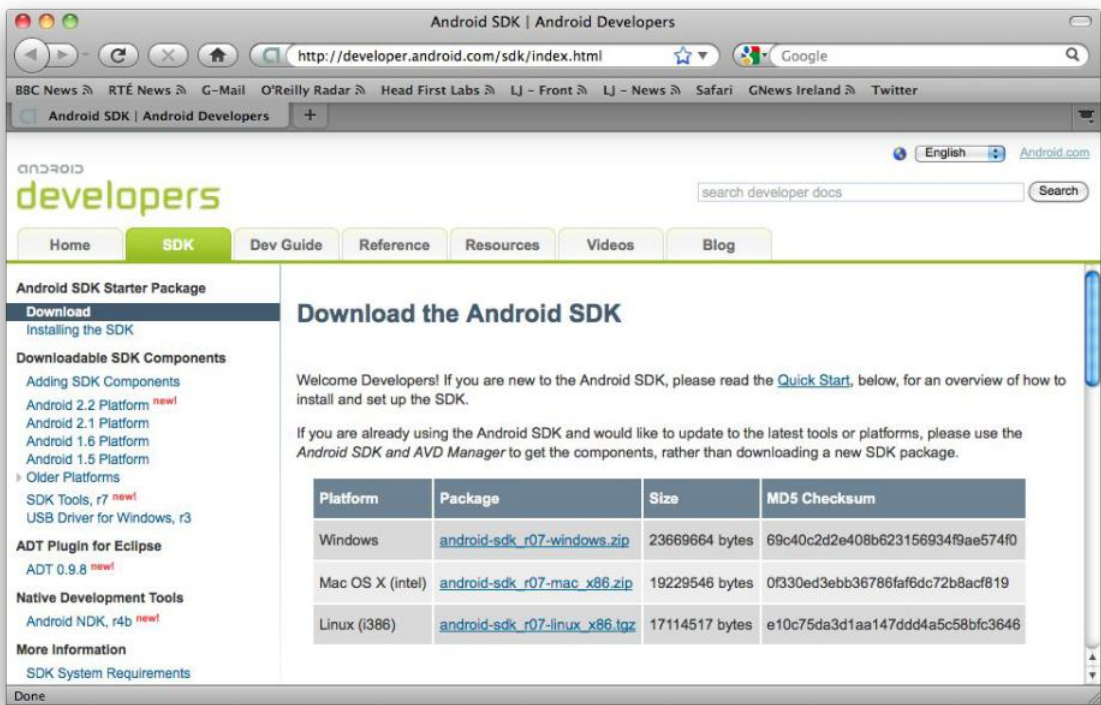 Android SDK | Android Developers
http://developer.android.com/sdk/index.html
Google
BBC News RTÉ News G-Mail O'Reilly Radar Head First Labs LJ - Front LJ - News Safari GNews Ireland Twitter
Android SDK | Android Developers +
English Android.com
android
developers
search developer docs Search
Home SDK Dev Guide Reference Resources Videos Blog
Android SDK Starter Package
Download
Installing the SDK
Downloadable SDK Components
Adding SDK Components
Android 2.2 Platform new!
Android 2.1 Platform
Android 1.6 Platform
Android 1.5 Platform
Older Platforms
SDK Tools, r7 new!
USB Driver for Windows, r3
ADT Plugin for Eclipse
ADT 0.9.8 new!
Native Development Tools
Android NDK, r4b new!
More Information
SDK System Requirements
Download the Android SDK
Welcome Developers! If you are new to the Android SDK, please read the Quick Start, below, for an overview of how to
install and set up the SDK.
If you are already using the Android SDK and would like to update to the latest tools or platforms, please use the
Android SDK and AVD Manager to get the components, rather than downloading a new SDK package.
Platform Package Size MD5 Checksum
Windows android-sdk_r07-windows.zip 23669664 bytes 69c40c2d2e408b623156934f9ae574f0
Mac OS X (intel) android-sdk_r07-mac_x86.zip 19229546 bytes 0f330ed3ebb36786faf6dc72b8acf819
Linux (i386) android-sdk_r07-linux_x86.tgz 17114517 bytes e10c75da3d1aa147ddd4a5c58bfc3646
Done